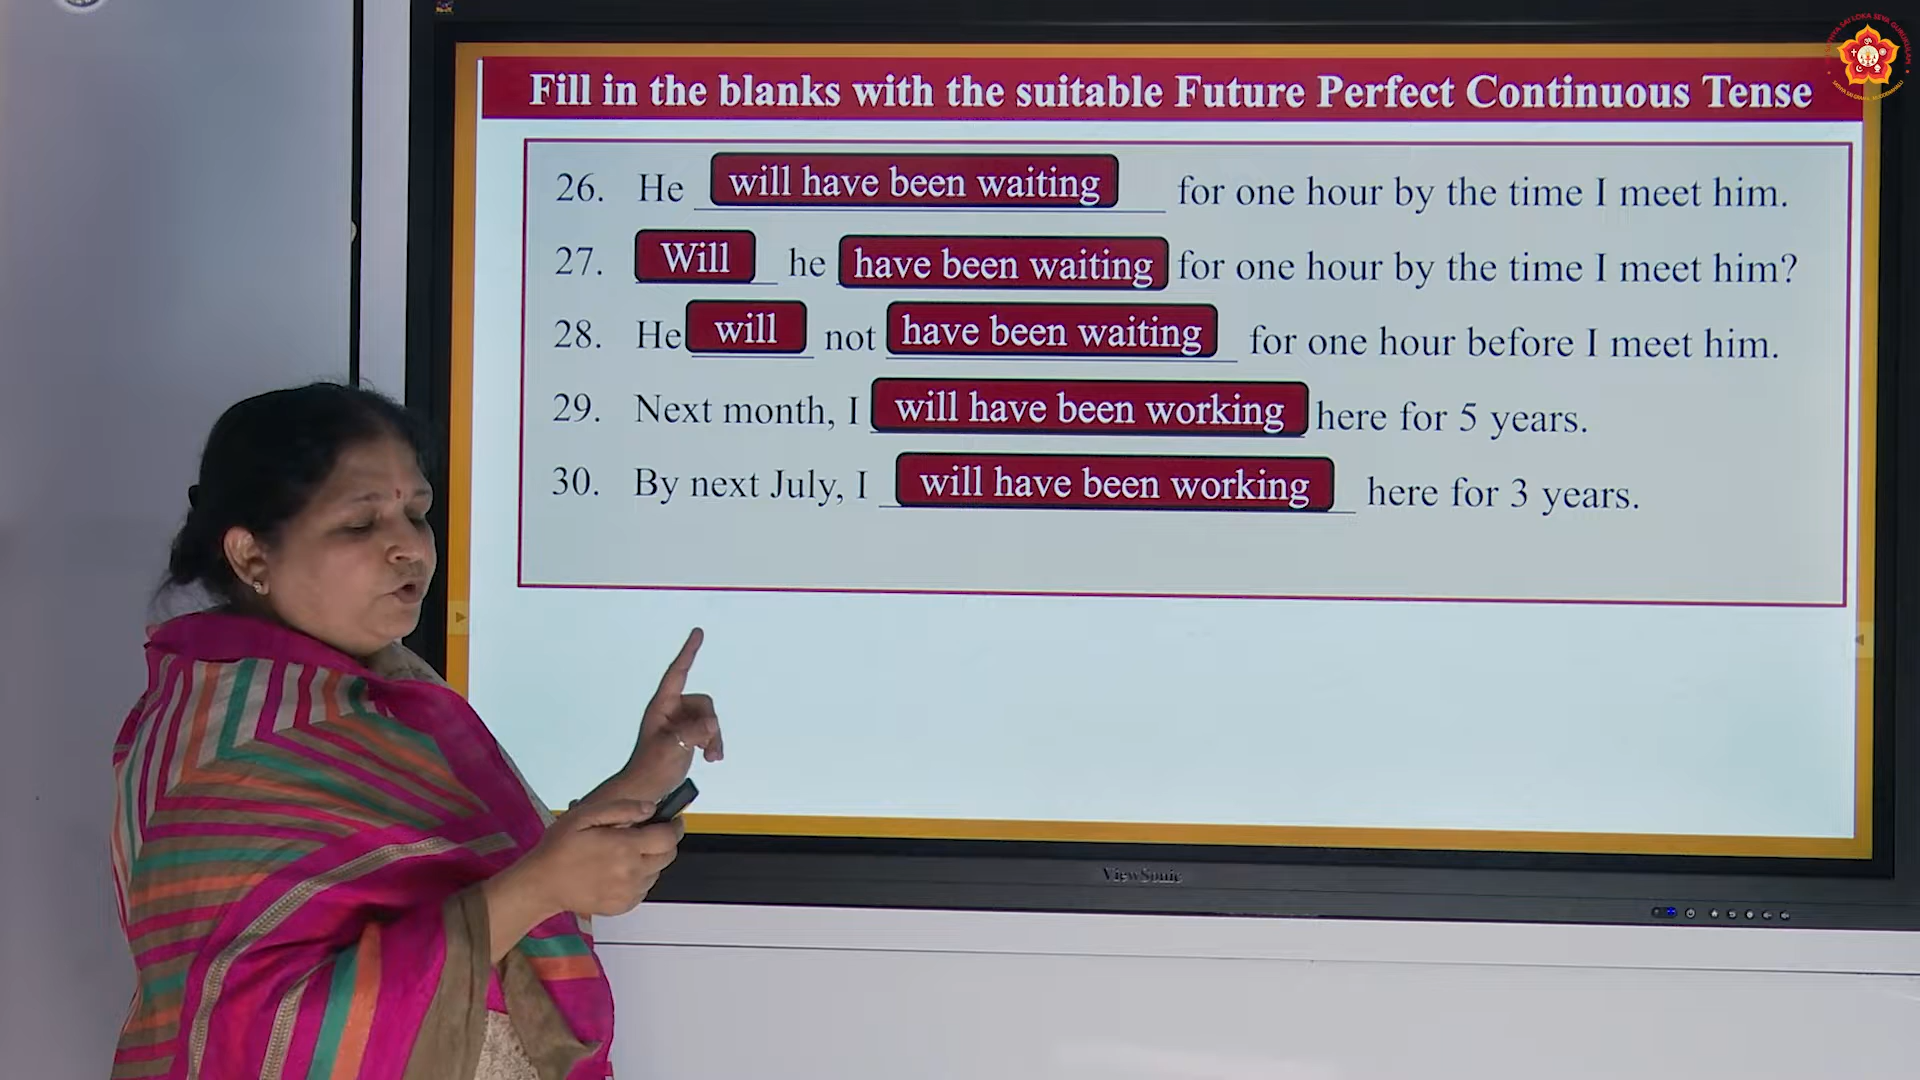 Fill in the blanks with the suitable Future Perfect Continuous Tense
26. He will have been waiting for one hour by the time I meet him.
27. Will he have been waiting for one hour by the time I meet him?
28. He will not have been waiting for one hour before I meet him.
29. Next month, I will have been working here for 5 years.
30. By next July, I will have been working here for 3 years.
ViewSonic